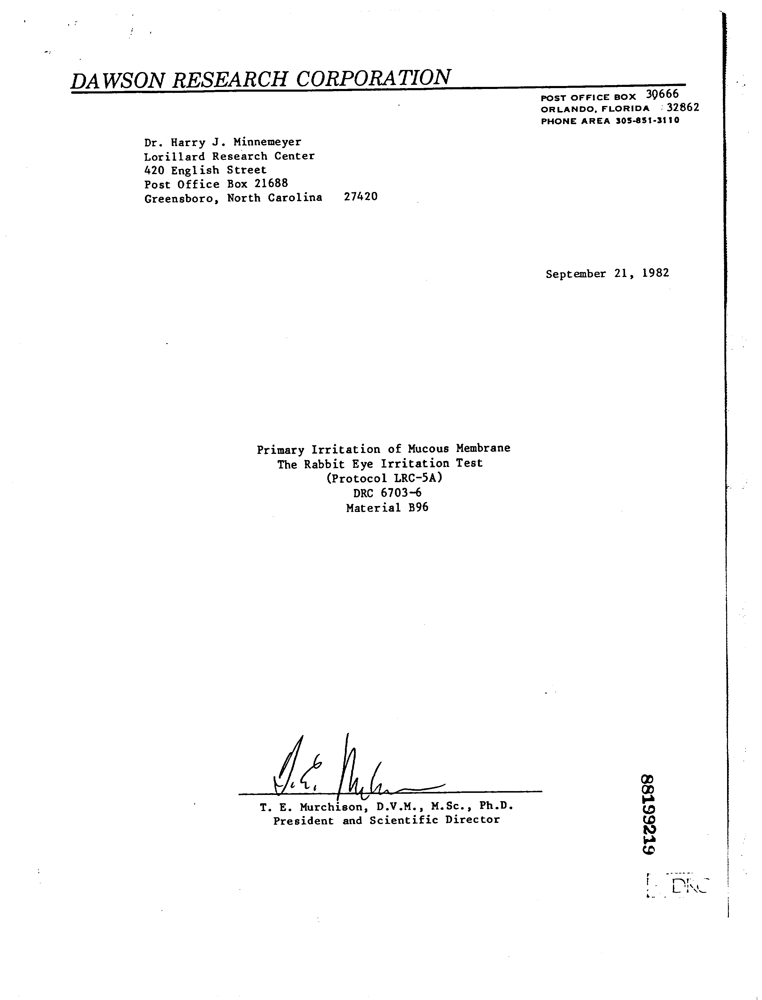 DAWSON RESEARCH CORPORATION
POST OFFICE BOX 30666
ORLANDO, FLORIDA 32862
PHONE AREA 305-851-3110
Dr. Harry J. Minnemeyer
Lorillard Research Center
420 English Street
Post Office Box 21688
Greensboro, North Carolina 27420
September 21, 1982
Primary Irritation of Mucous Membrane
The Rabbit Eye Irritation Test
(Protocol LRC-5A)
DRC 6703-6
Material B96
T. E. Murchison, D.V.M., M.Sc., Ph.D.
President and Scientific Director
88199219
DRC